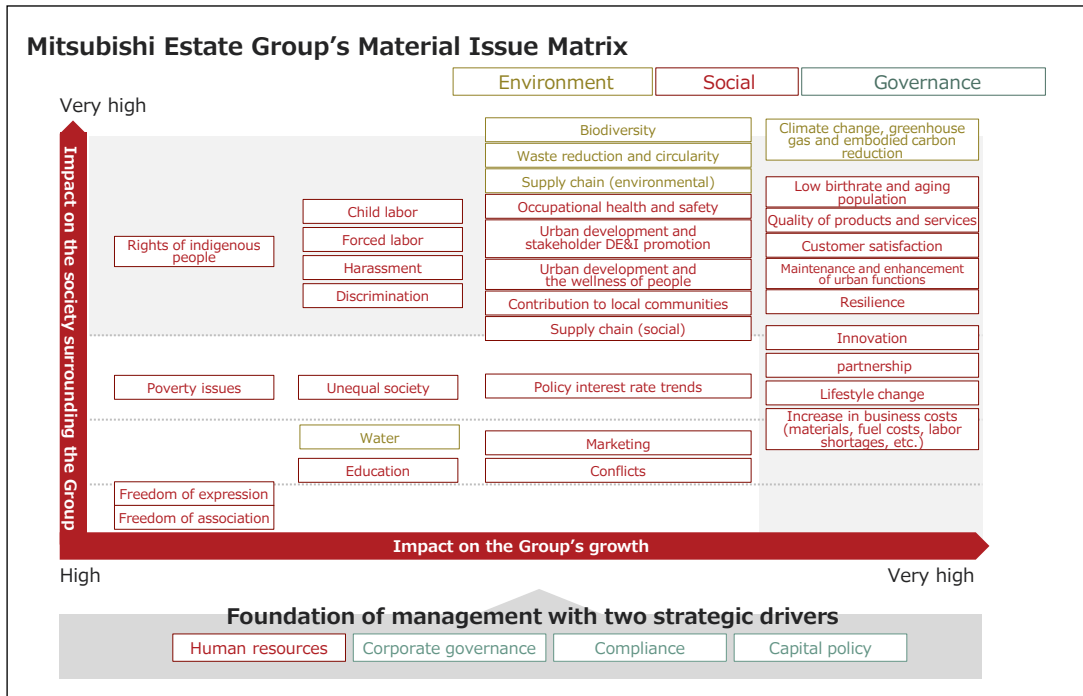 Mitsubishi Estate Group's Material Issue Matrix
Environment
Social
Governance
Very high
Impact on the society surrounding the Group
Rights of indigenous
people
Poverty issues
Freedom of expression
Freedom of association
Child labor
Forced labor
Harassment
Discrimination
Unequal society
Water
Education
Biodiversity
Waste reduction and circularity
Supply chain (environmental)
Occupational health and safety
Urban development and
stakeholder DE&I promotion
Urban development and
the wellness of people
Contribution to local communities
Supply chain (social)
Policy interest rate trends
Marketing
Conflicts
Climate change, greenhouse
gas and embodied carbon
reduction
Low birthrate and aging
population
Quality of products and services
Customer satisfaction
Maintenance and enhancement
of urban functions
Resilience
Innovation
partnership
Lifestyle change
Increase in business costs
(materials, fuel costs, labor
shortages, etc.)
Impact on the Group's growth
High
Very high
Foundation of management with two strategic drivers
Human resources
Corporate governance
Compliance
Capital policy